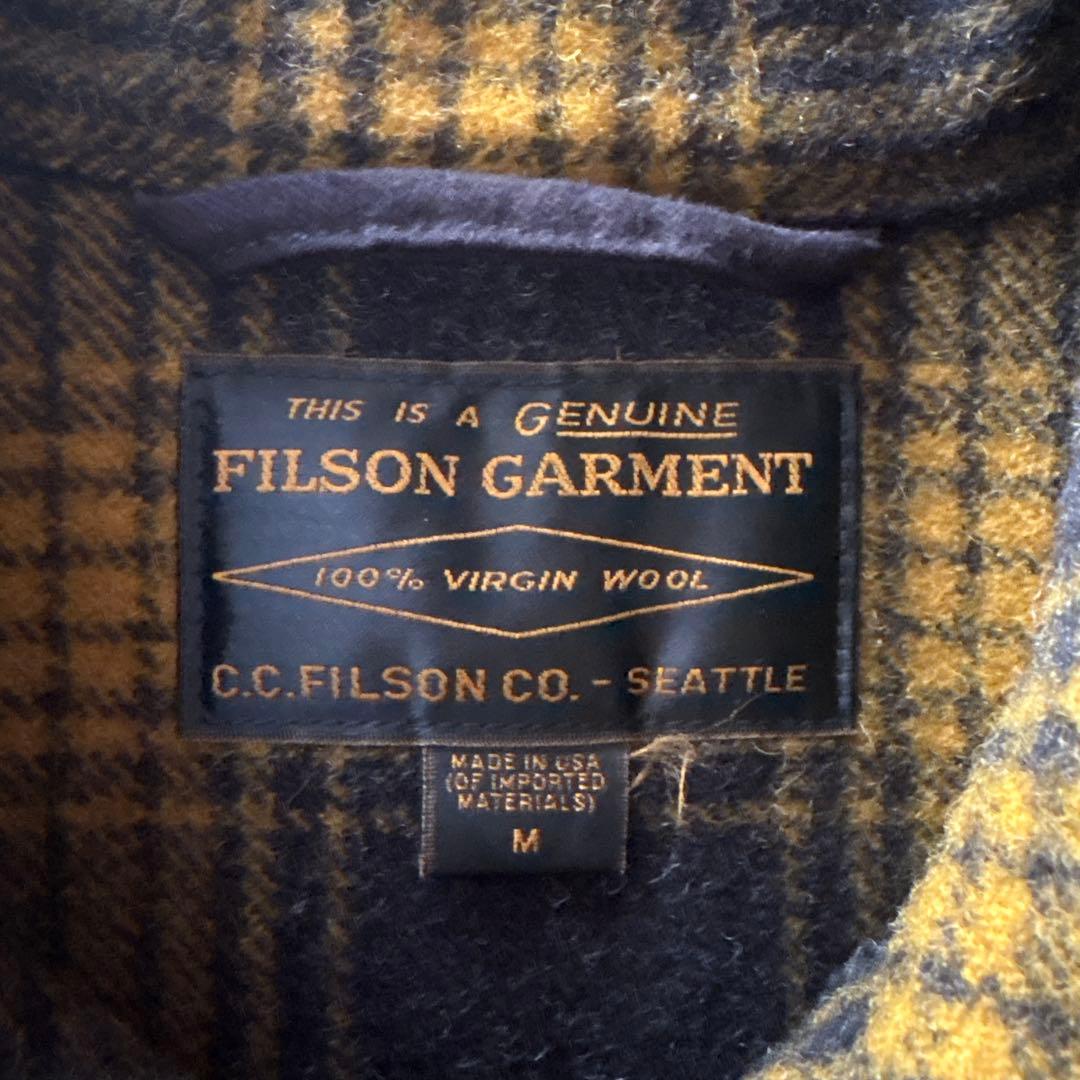 THIS IS A GENUINE
FILSON GARMENT
100% VIRGIN WOOL
C.C. FILSON CO. - SEATTLE
MADE IN USA
(OF IMPORTED
MATERIALS)
M